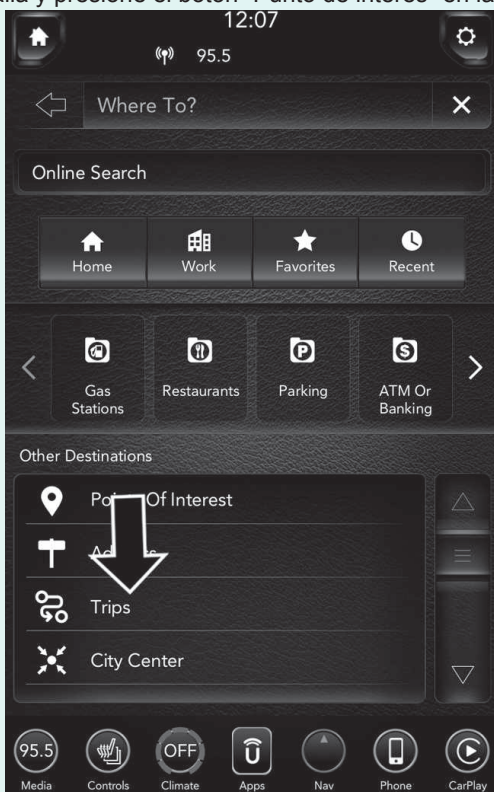 12:07
95.5
Where To?
Online Search
Home Work Favorites Recent
Gas Stations Restaurants Parking ATM Or Banking
Other Destinations
Of Interest
Trips
City Center
95.5 OFF
Media Controls Climate Apps Nav Phone CarPlay